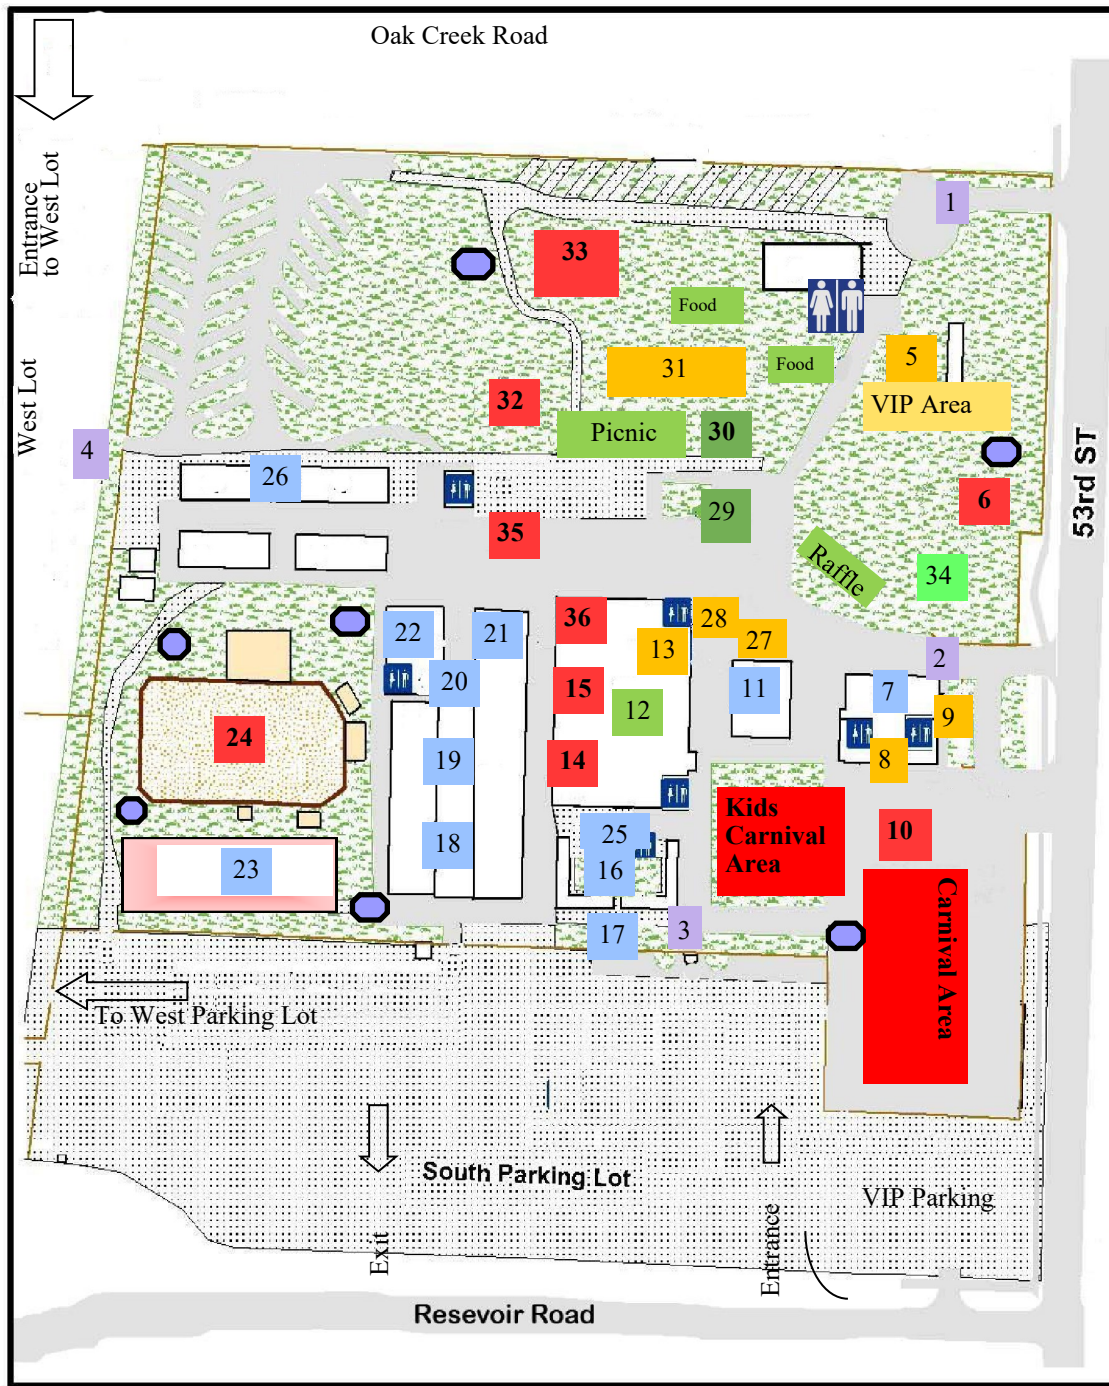 Oak Creek Road
Entrance
to West Lot
1
33
Food
5
31
Food
West Lot
32
VIP Area
Picnic
30
4
26
6
53rd ST
29
35
Raffle
34
36
28
22
21
13
27
2
20
15
11
7
12
9
24
19
14
8
Kids
Carnival
Area
10
25
18
16
23
17
3
Carnival Area
To West Parking Lot
South Parking Lot
VIP Parking
Exit
Entrance
Resevoir Road